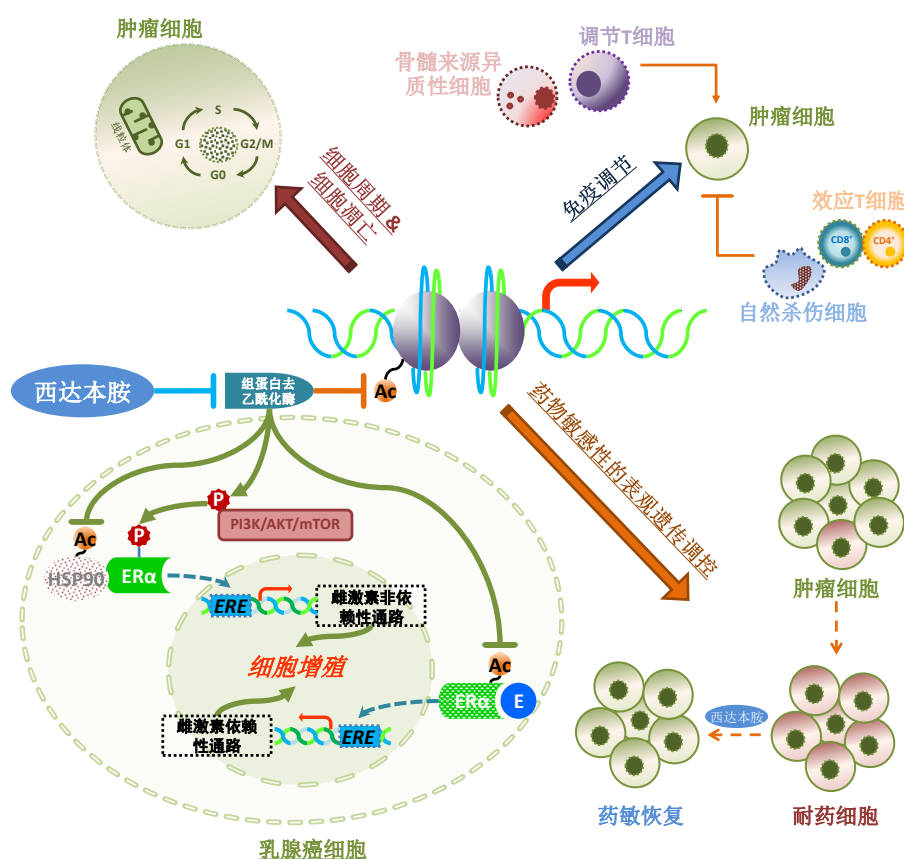 肿瘤细胞
线粒体
S
G1
G2/M
G0
细胞周期 &
细胞凋亡
骨髓来源异
质性细胞
调节T细胞
肿瘤细胞
免疫调节
效应T细胞
CD8⁺
CD4⁺
自然杀伤细胞
西达本胺
组蛋白去
乙酰化酶
Ac
药物敏感性的表观遗传调控
P
PI3K/AKT/mTOR
P
Ac
HSP90
ERα
ERE
雌激素非依
赖性通路
细胞增殖
Ac
ERα
E
雌激素依赖
性通路
ERE
乳腺癌细胞
肿瘤细胞
西达本胺
药敏恢复
耐药细胞